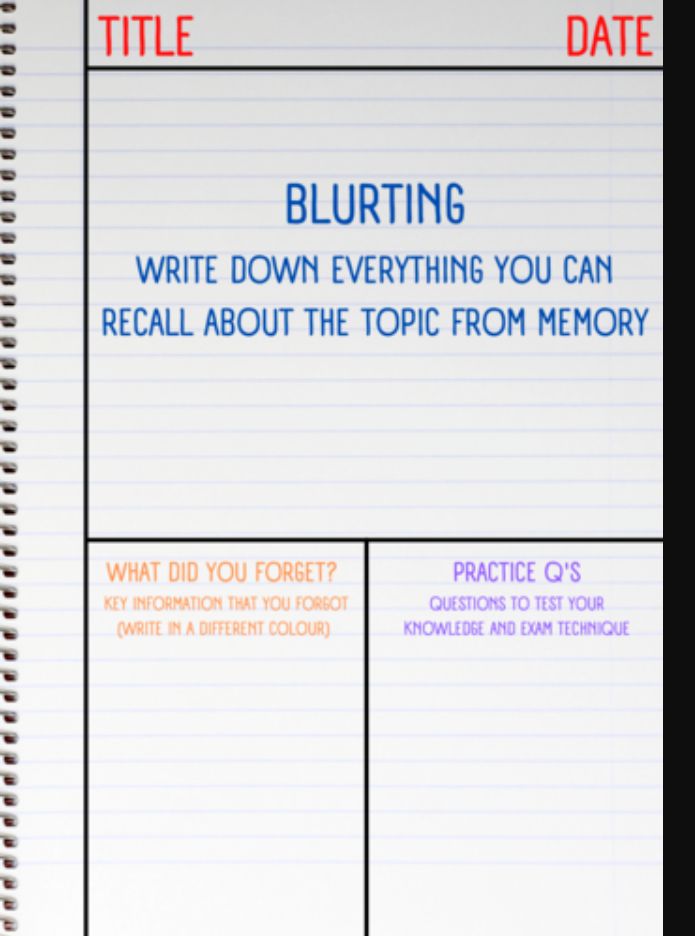 TITLE DATE
BLURTING
WRITE DOWN EVERYTHING YOU CAN
RECALL ABOUT THE TOPIC FROM MEMORY
WHAT DID YOU FORGET?
KEY INFORMATION THAT YOU FORGOT
(WRITE IN A DIFFERENT COLOUR)
PRACTICE Q'S
QUESTIONS TO TEST YOUR
KNOWLEDGE AND EXAM TECHNIQUE